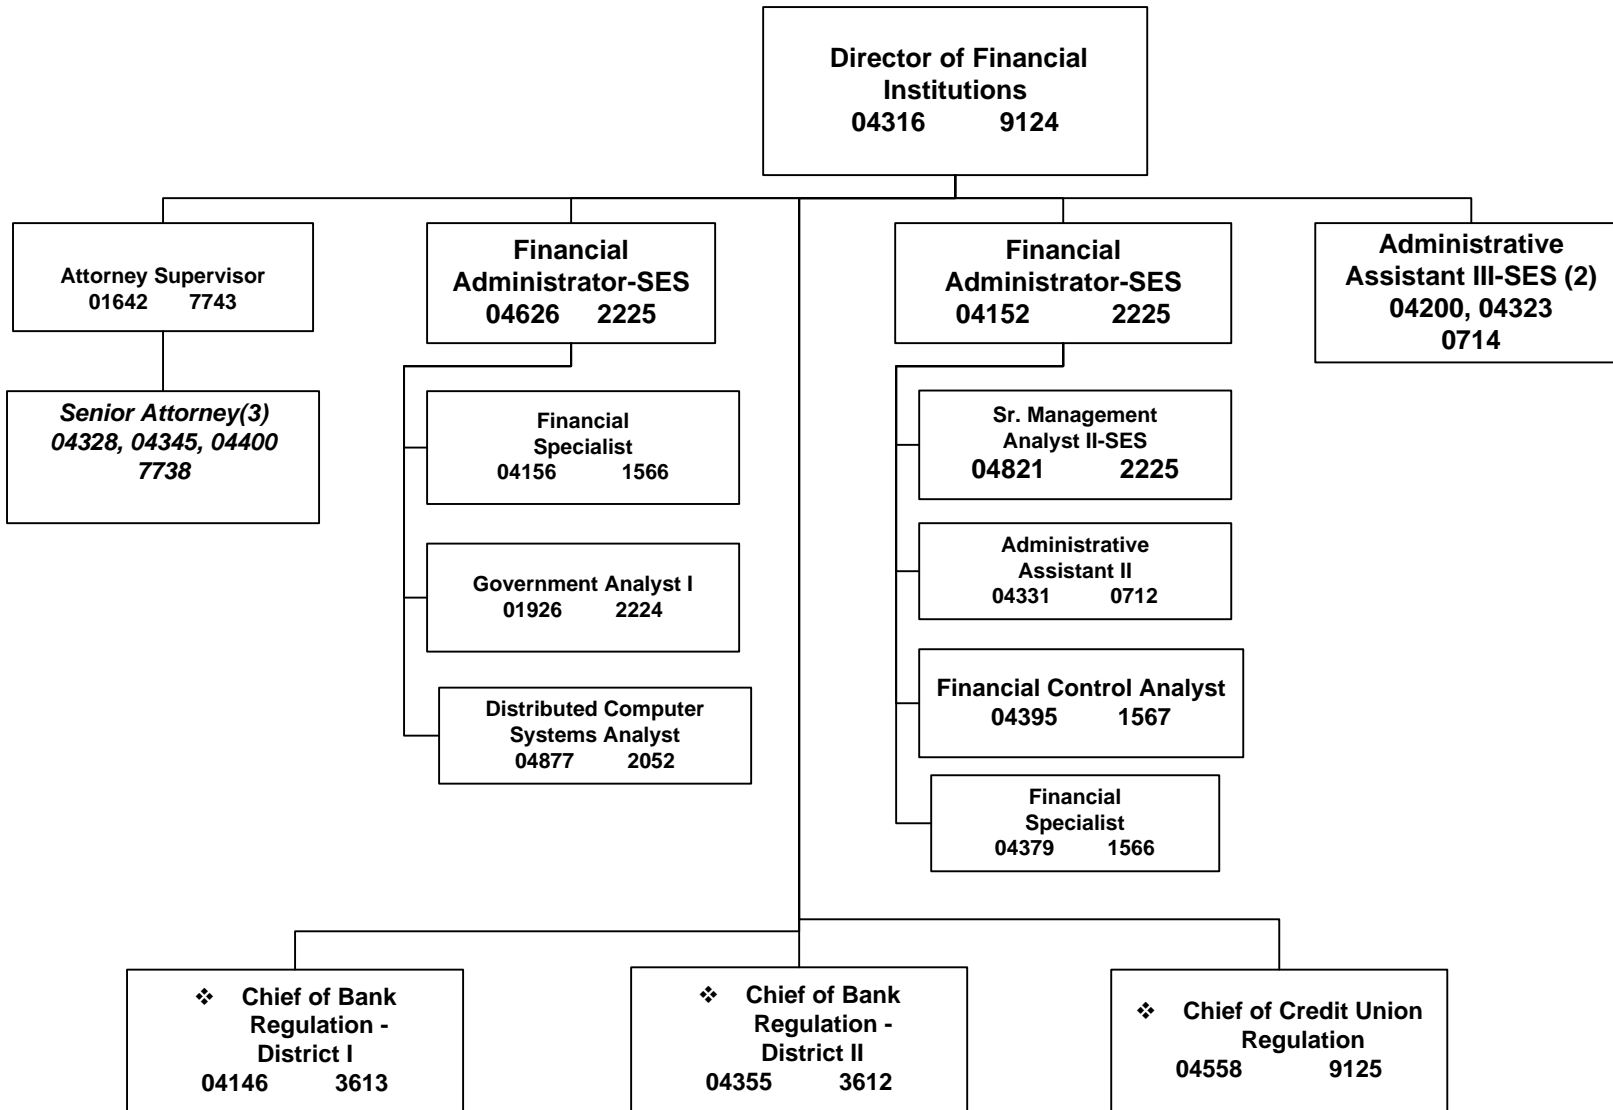 Director of Financial
Institutions
04316 9124
Attorney Supervisor
01642 7743
Financial
Administrator-SES
04626 2225
Financial
Administrator-SES
04152 2225
Administrative
Assistant III-SES (2)
04200, 04323
0714
Senior Attorney(3)
04328, 04345, 04400
7738
Financial
Specialist
04156 1566
Government Analyst I
01926 2224
Distributed Computer
Systems Analyst
04877 2052
Sr. Management
Analyst II-SES
04821 2225
Administrative
Assistant II
04331 0712
Financial Control Analyst
04395 1567
Financial
Specialist
04379 1566
❖ Chief of Bank
Regulation -
District I
04146 3613
❖ Chief of Bank
Regulation -
District II
04355 3612
❖ Chief of Credit Union
Regulation
04558 9125